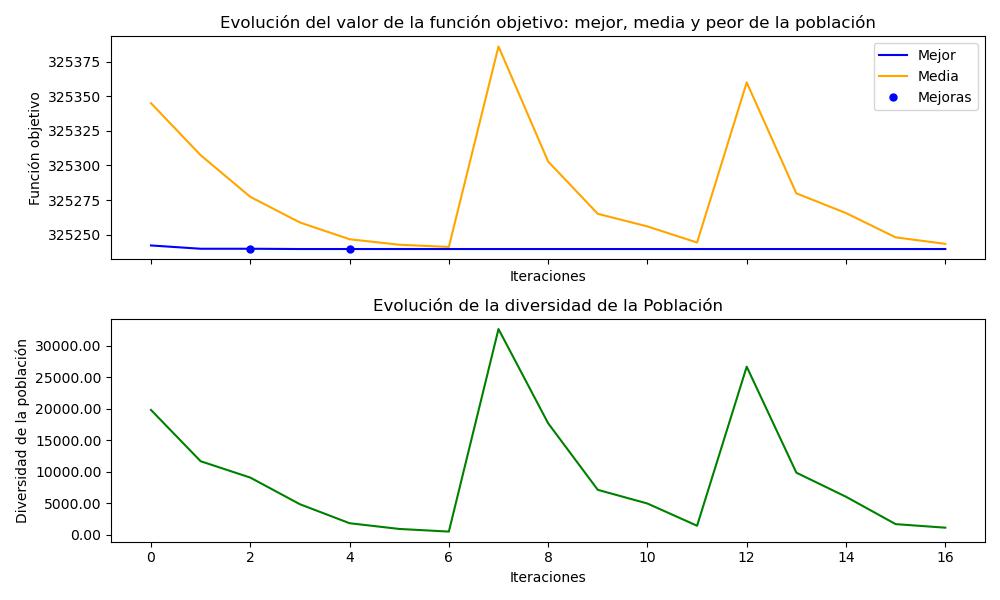 Evolución del valor de la función objetivo: mejor, media y peor de la población
Función objetivo
325375
325350
325325
325300
325275
325250
Mejor
Media
Mejoras
Iteraciones
Evolución de la diversidad de la Población
Diversidad de la población
30000.00
25000.00
20000.00
15000.00
10000.00
5000.00
0.00
0 2 4 6 8 10 12 14 16
Iteraciones